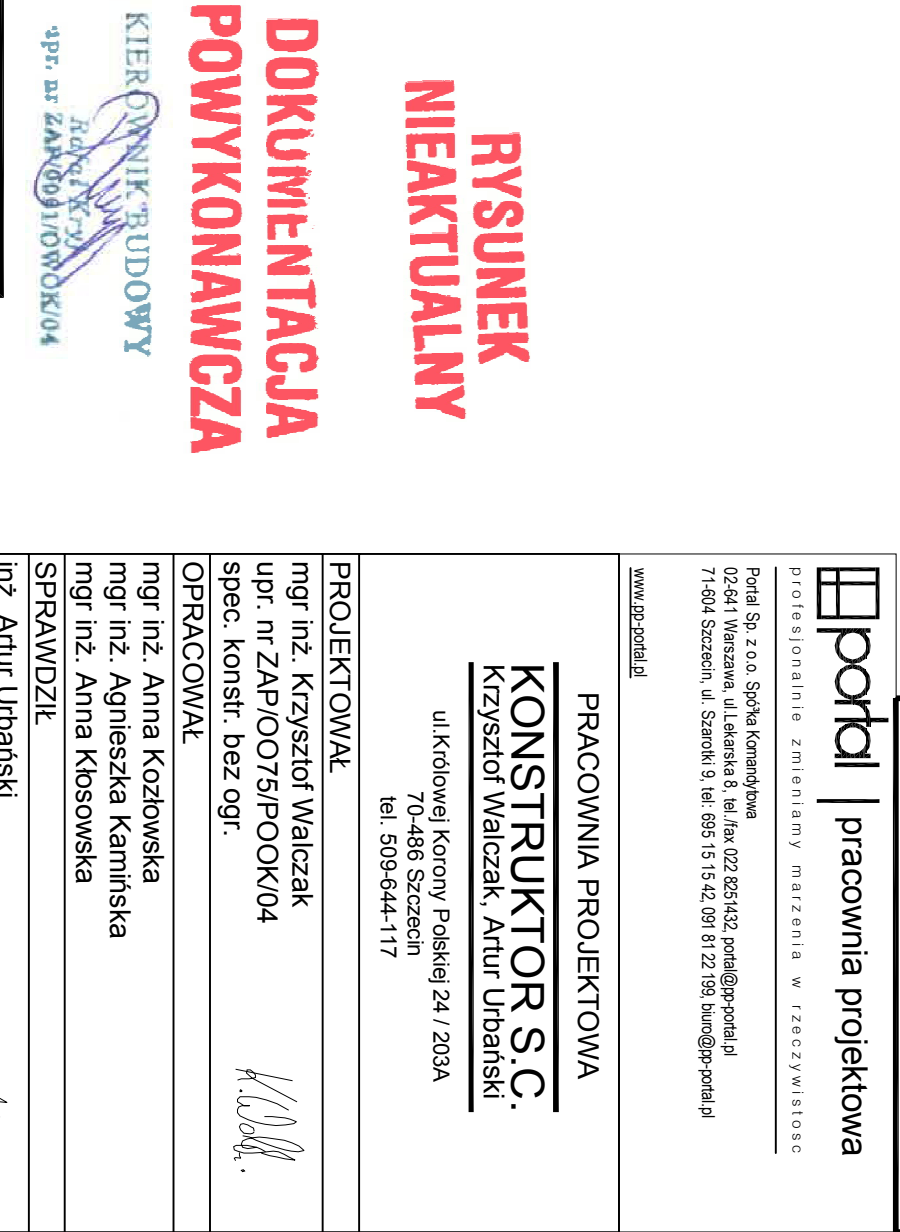 portal | pracownia projektowa
profesjonalnie zmieniamy marzenia w rzeczywistosc
Portal Sp. z o.o. Spó³ka Komandytowa
02-641 Warszawa, ul.Lekarska 8, tel./fax 022 8251432, portal@pp-portal.pl
71-604 Szczecin, ul. Szarotki 9, tel: 695 15 15 42, 091 81 22 199, biuro@pp-portal.pl
www.pp-portal.pl
PRACOWNIA PROJEKTOWA
KONSTRUKTOR S.C.
Krzysztof Walczak, Artur Urbański
ul.Królowej Korony Polskiej 24 / 203A
70-486 Szczecin
tel. 509-644-117
PROJEKTOWAŁ
mgr inż. Krzysztof Walczak
upr. nr ZAP/OO75/POOK/04
spec. konstr. bez ogr.
OPRACOWAŁ
mgr inż. Anna Kozłowska
mgr inż. Agnieszka Kamińska
mgr inż. Anna Kłosowska
SPRAWDZIŁ
inż. Artur Urbański
RYSUNEK
NIEAKTUALNY
DOKUMENTACJA
POWYKONAWCZA
KIEROWNIK BUDOWY
Rafał
upr. nr ZAP/0091/OWOK/04